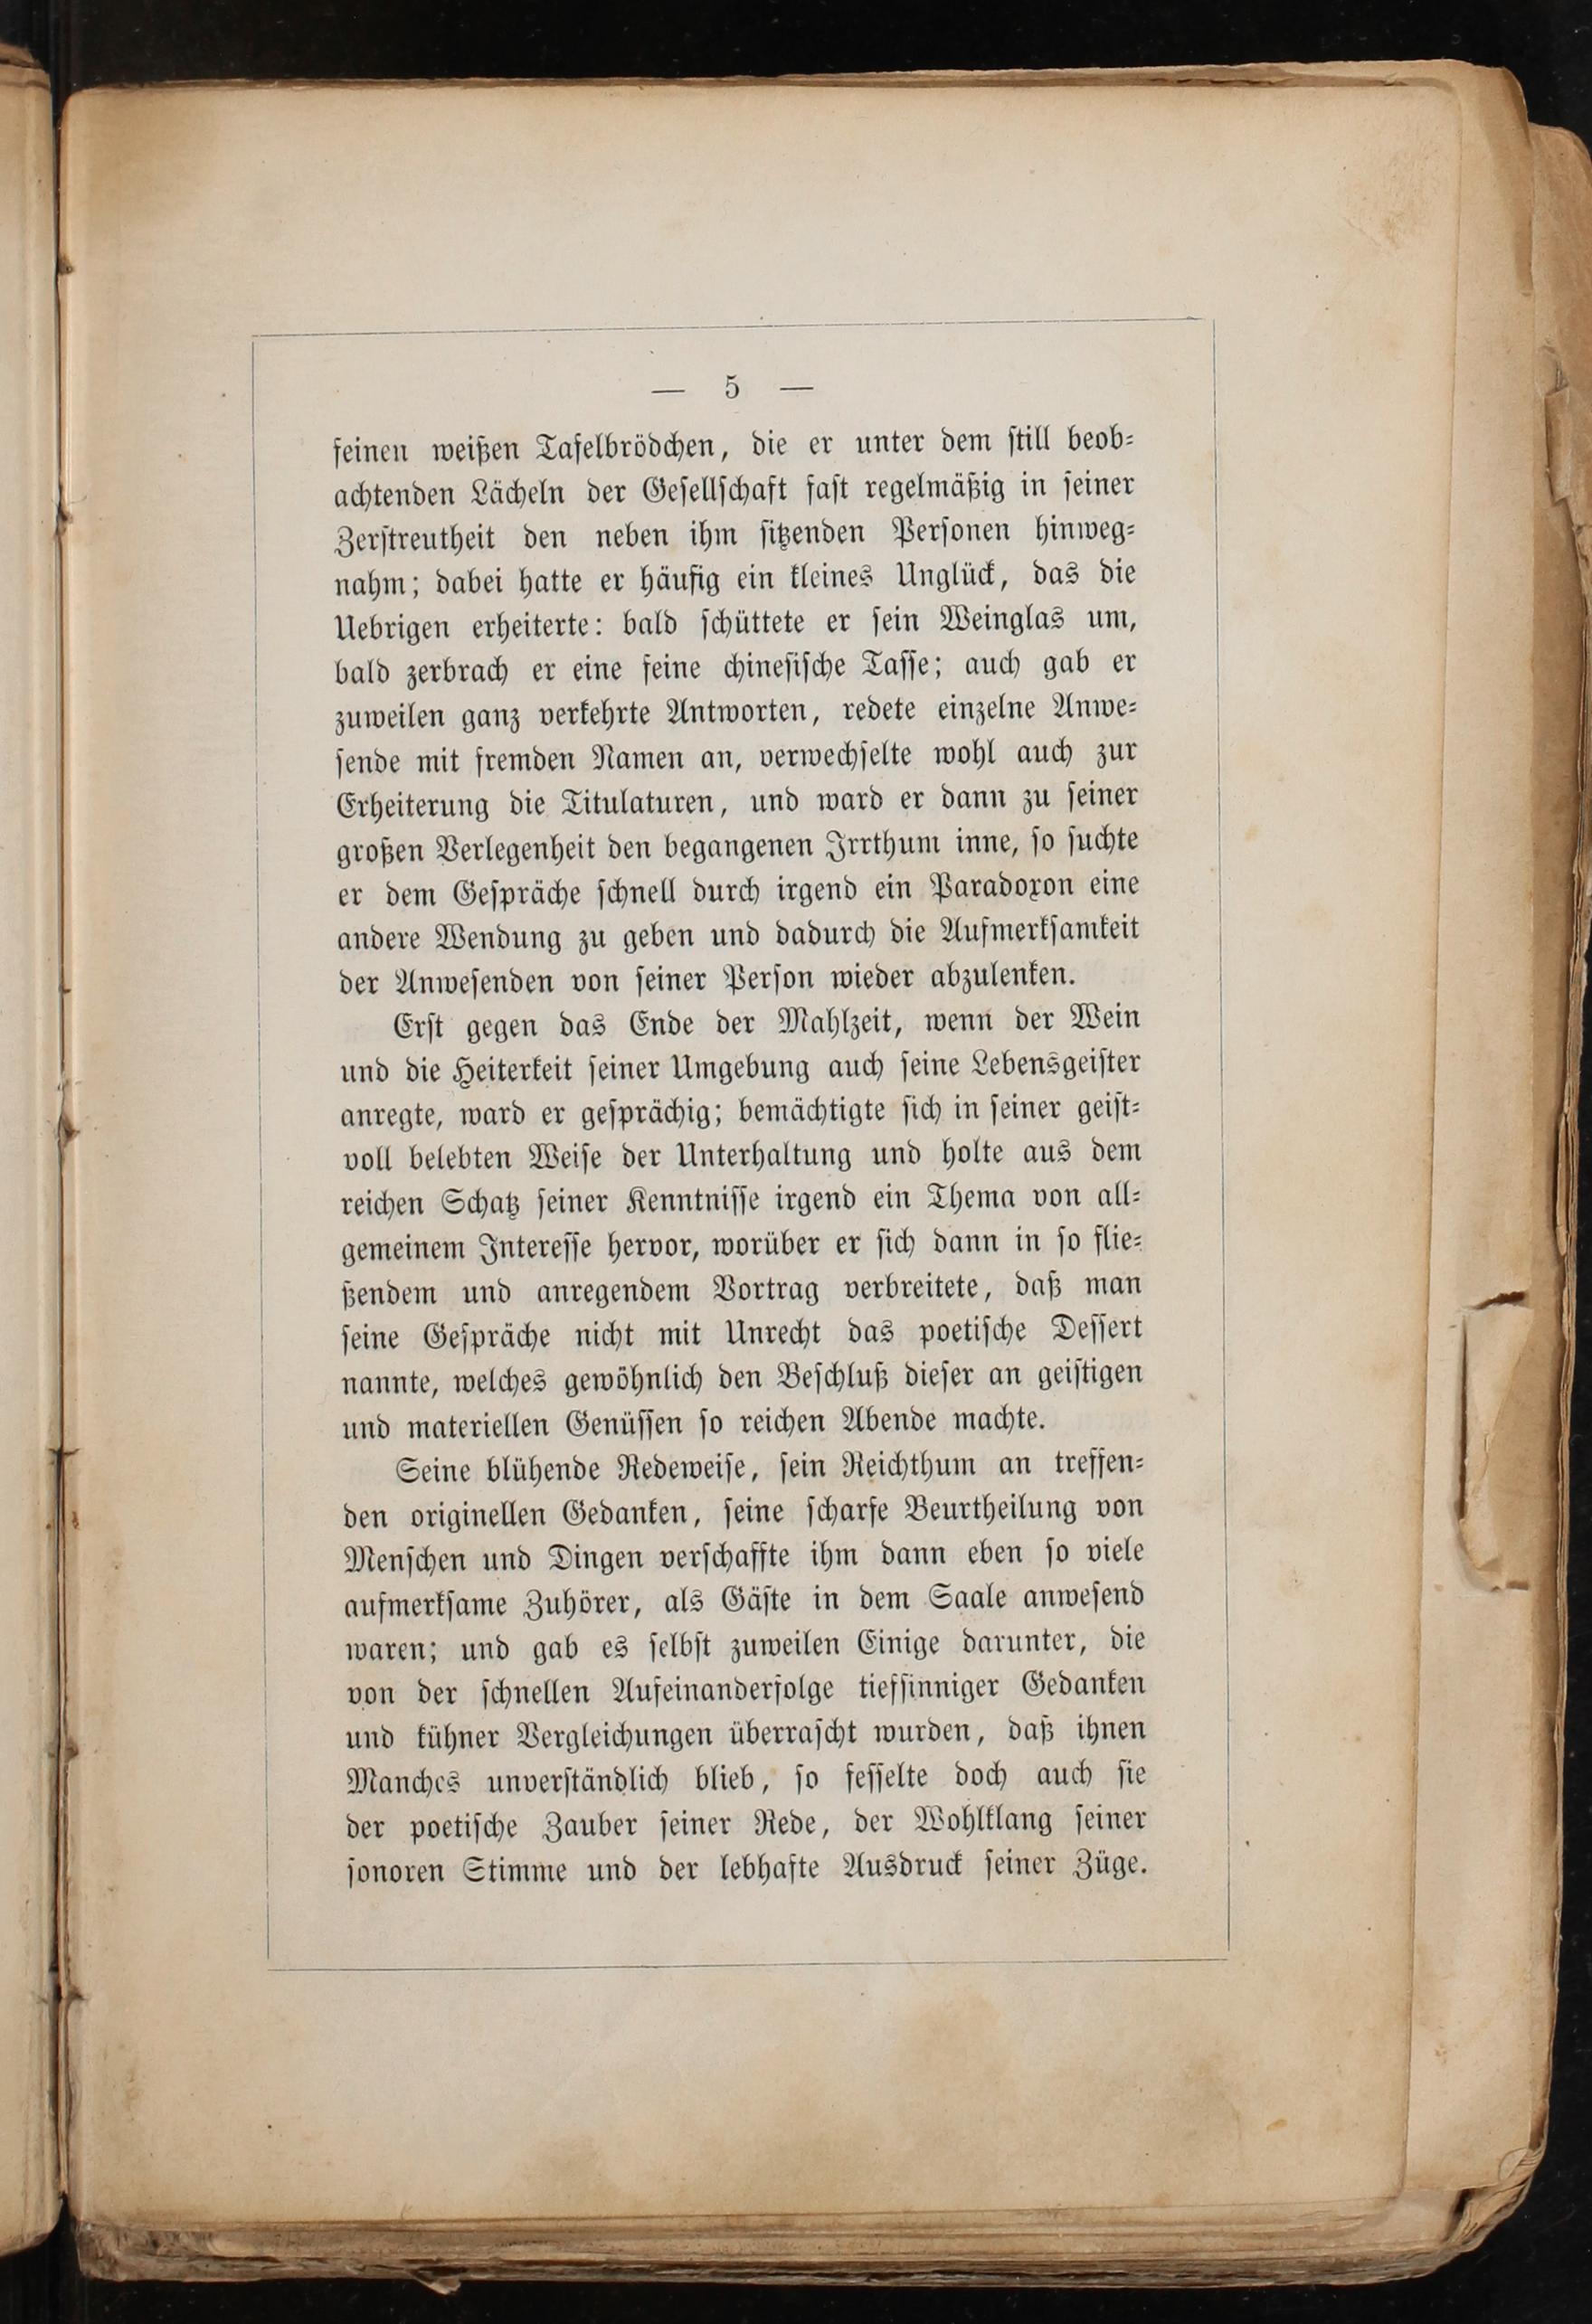 — 5 —
feinen weißen Tafelbrödchen, die er unter dem ſtill beob⸗
achtenden Lächeln der Geſellſchaft faſt regelmäßig in ſeiner
Zerſtreutheit den neben ihm ſitzenden Perſonen hinweg⸗
nahm; dabei hatte er häufig ein kleines Unglück, das die
Uebrigen erheiterte: bald ſchüttete er ſein Weinglas um,
bald zerbrach er eine feine chineſiſche Taſſe; auch gab er
zuweilen ganz verkehrte Antworten, redete einzelne Anwe⸗
ſende mit fremden Namen an, verwechſelte wohl auch zur
Erheiterung die Titulaturen, und ward er dann zu ſeiner
großen Verlegenheit den begangenen Irrthum inne, ſo ſuchte
er dem Geſpräche ſchnell durch irgend ein Paradoxon eine
andere Wendung zu geben und dadurch die Aufmerkſamkeit
der Anweſenden von ſeiner Perſon wieder abzulenken.
Erſt gegen das Ende der Mahlzeit, wenn der Wein
und die Heiterkeit ſeiner Umgebung auch ſeine Lebensgeiſter
anregte, ward er geſprächig; bemächtigte ſich in ſeiner geiſt⸗
voll belebten Weiſe der Unterhaltung und holte aus dem
reichen Schatz ſeiner Kenntniſſe irgend ein Thema von all⸗
gemeinem Intereſſe hervor, worüber er ſich dann in ſo flie⸗
ßendem und anregendem Vortrag verbreitete, daß man
ſeine Geſpräche nicht mit Unrecht das poetiſche Deſſert
nannte, welches gewöhnlich den Beſchluß dieſer an geiſtigen
und materiellen Genüſſen ſo reichen Abende machte.
Seine blühende Redeweiſe, ſein Reichthum an treffen⸗
den originellen Gedanken, ſeine ſcharfe Beurtheilung von
Menſchen und Dingen verſchaffte ihm dann eben ſo viele
aufmerkſame Zuhörer, als Gäſte in dem Saale anweſend
waren; und gab es ſelbſt zuweilen Einige darunter, die
von der ſchnellen Aufeinanderfolge tiefſinniger Gedanken
und kühner Vergleichungen überraſcht wurden, daß ihnen
Manches unverſtändlich blieb, ſo feſſelte doch auch ſie
der poetiſche Zauber ſeiner Rede, der Wohlklang ſeiner
ſonoren Stimme und der lebhafte Ausdruck ſeiner Züge.